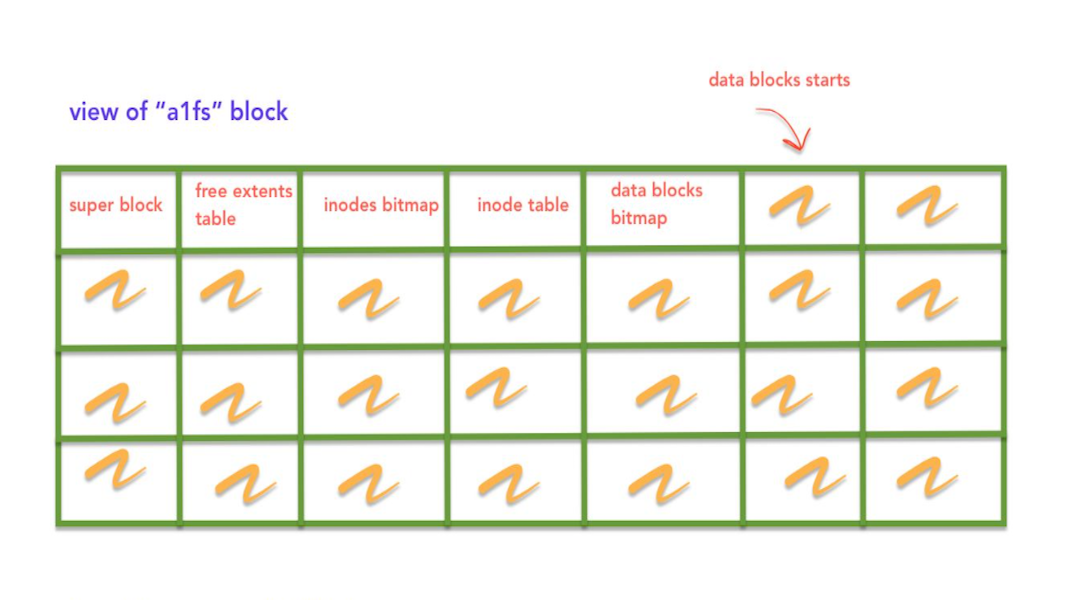 data blocks starts
view of “a1fs” block
super block
free extents
table
inodes bitmap
inode table
data blocks
bitmap